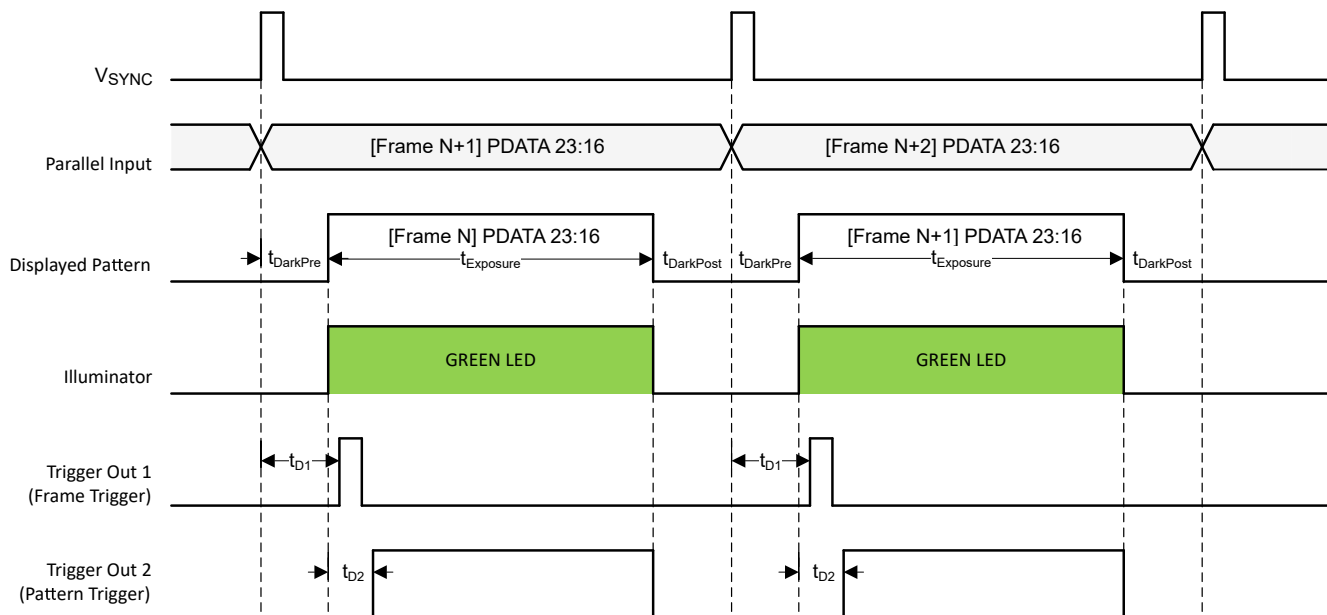 VSYNC
Parallel Input
[Frame N+1] PDATA 23:16
[Frame N+2] PDATA 23:16
Displayed Pattern
tDarkPre
[Frame N] PDATA 23:16
tExposure
tDarkPost
tDarkPre
[Frame N+1] PDATA 23:16
tExposure
tDarkPost
Illuminator
GREEN LED
GREEN LED
Trigger Out 1
(Frame Trigger)
tD1
tD1
Trigger Out 2
(Pattern Trigger)
tD2
tD2